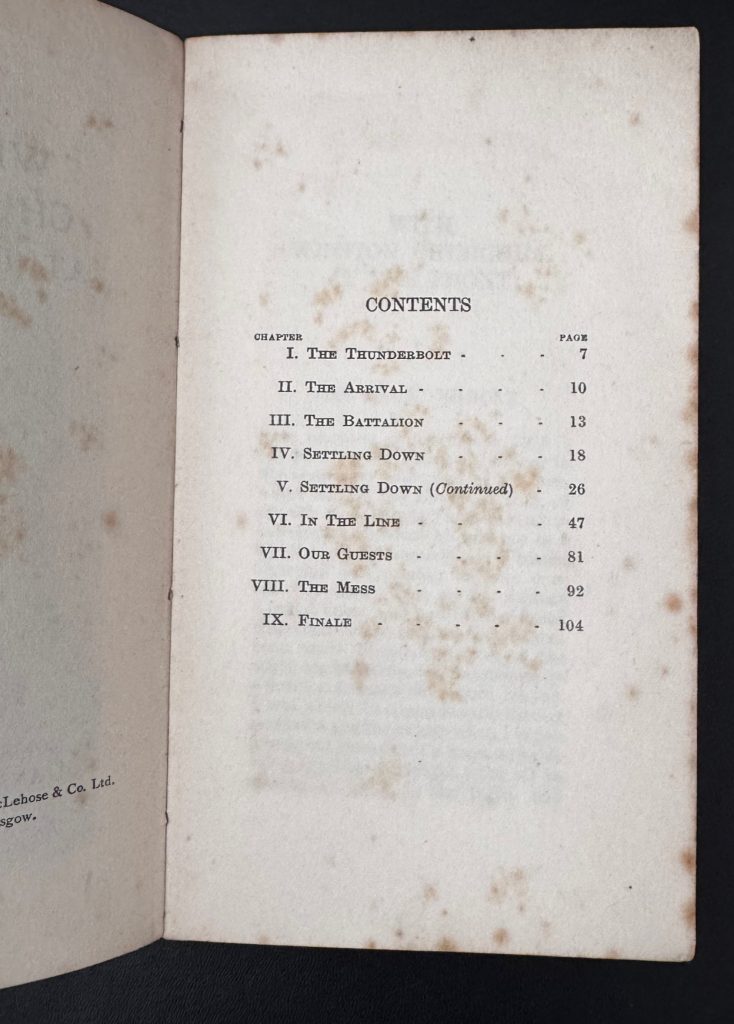 Lehose & Co. Ltd.
sgow.
CONTENTS
CHAPTER PAGE
I. THE THUNDERBOLT - - - 7
II. THE ARRIVAL - - - - 10
III. THE BATTALION - - - 13
IV. SETTLING DOWN - - - 18
V. SETTLING DOWN (Continued) - 26
VI. IN THE LINE - - - 47
VII. OUR GUESTS - - - - 81
VIII. THE MESS - - - - 92
IX. FINALE - - - - - 104